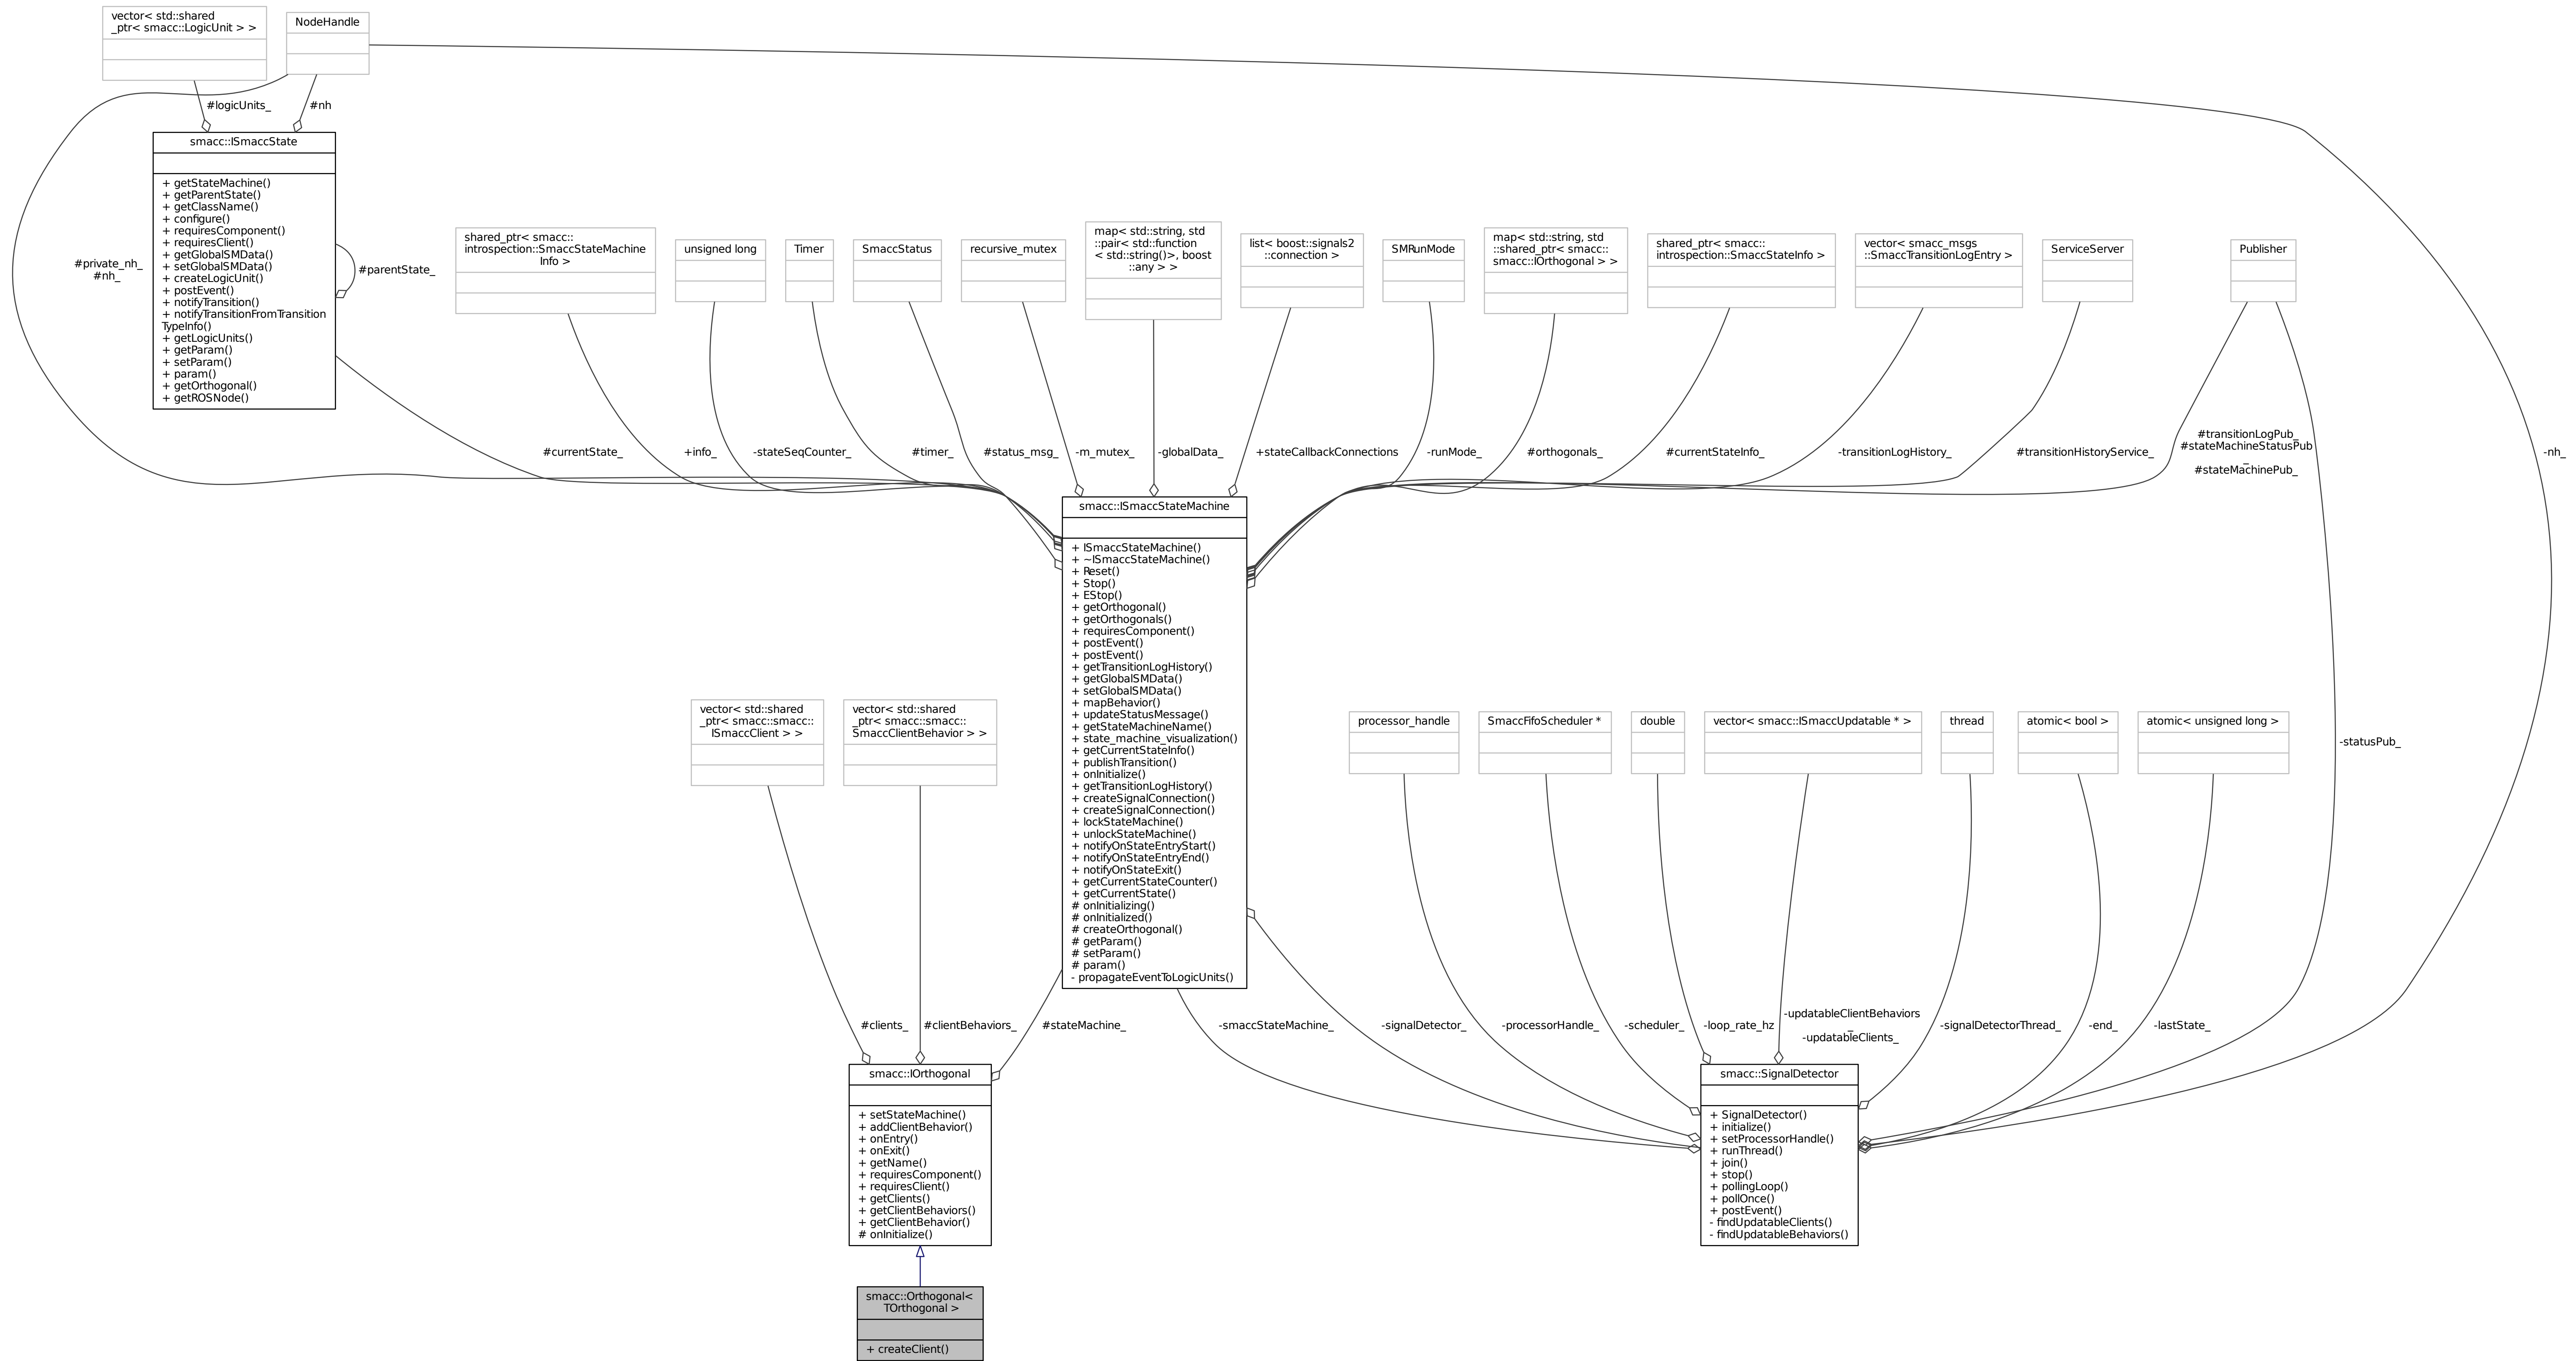 vector< std::shared
_ptr< smacc::LogicUnit > >
NodeHandle
#logicUnits_
#nh
smacc::ISmaccState
+ getStateMachine()
+ getParentState()
+ getClassName()
+ configure()
+ requiresComponent()
+ requiresClient()
+ getGlobalSMData()
+ setGlobalSMData()
+ createLogicUnit()
+ postEvent()
+ notifyTransition()
+ notifyTransitionFromTransition
TypeInfo()
+ getLogicUnits()
+ getParam()
+ setParam()
+ param()
+ getOrthogonal()
+ getROSNode()
#private_nh_
#nh_
#parentState_
shared_ptr< smacc::
introspection::SmaccStateMachine
Info >
unsigned long
Timer
SmaccStatus
recursive_mutex
map< std::string, std
::pair< std::function
< std::string()>, boost
::any > >
list< boost::signals2
::connection >
SMRunMode
map< std::string, std
::shared_ptr< smacc::
smacc::IOrthogonal > >
shared_ptr< smacc::
introspection::SmaccStateInfo >
vector< smacc_msgs
::SmaccTransitionLogEntry >
ServiceServer
Publisher
#currentState_
+info_
-stateSeqCounter_
#timer_
#status_msg_
-m_mutex_
-globalData_
+stateCallbackConnections
-runMode_
#orthogonals_
#currentStateInfo_
-transitionLogHistory_
#transitionHistoryService_
#transitionLogPub_
#stateMachineStatusPub
_
#stateMachinePub_
-nh_
smacc::ISmaccStateMachine
+ ISmaccStateMachine()
+ ~ISmaccStateMachine()
+ Reset()
+ Stop()
+ EStop()
+ getOrthogonal()
+ getOrthogonals()
+ requiresComponent()
+ postEvent()
+ postEvent()
+ getTransitionLogHistory()
+ getGlobalSMData()
+ setGlobalSMData()
+ mapBehavior()
+ updateStatusMessage()
+ getStateMachineName()
+ state_machine_visualization()
+ getCurrentStateInfo()
+ publishTransition()
+ onInitialize()
+ getTransitionLogHistory()
+ createSignalConnection()
+ createSignalConnection()
+ lockStateMachine()
+ unlockStateMachine()
+ notifyOnStateEntryStart()
+ notifyOnStateEntryEnd()
+ notifyOnStateExit()
+ getCurrentStateCounter()
+ getCurrentState()
# onInitializing()
# onInitialized()
# createOrthogonal()
# getParam()
# setParam()
# param()
- propagateEventToLogicUnits()
vector< std::shared
_ptr< smacc::smacc::
ISmaccClient > >
vector< std::shared
_ptr< smacc::smacc::
SmaccClientBehavior > >
processor_handle
SmaccFifoScheduler *
double
vector< smacc::ISmaccUpdatable * >
thread
atomic< bool >
atomic< unsigned long >
-statusPub_
#clients_
#clientBehaviors_
#stateMachine_
-smaccStateMachine_
-signalDetector_
-processorHandle_
-scheduler_
-loop_rate_hz
-updatableClientBehaviors
_
-updatableClients_
-signalDetectorThread_
-end_
-lastState_
smacc::IOrthogonal
+ setStateMachine()
+ addClientBehavior()
+ onEntry()
+ onExit()
+ getName()
+ requiresComponent()
+ requiresClient()
+ getClients()
+ getClientBehaviors()
+ getClientBehavior()
# onInitialize()
smacc::SignalDetector
+ SignalDetector()
+ initialize()
+ setProcessorHandle()
+ runThread()
+ join()
+ stop()
+ pollingLoop()
+ pollOnce()
+ postEvent()
- findUpdatableClients()
- findUpdatableBehaviors()
smacc::Orthogonal<
TOrthogonal >
+ createClient()